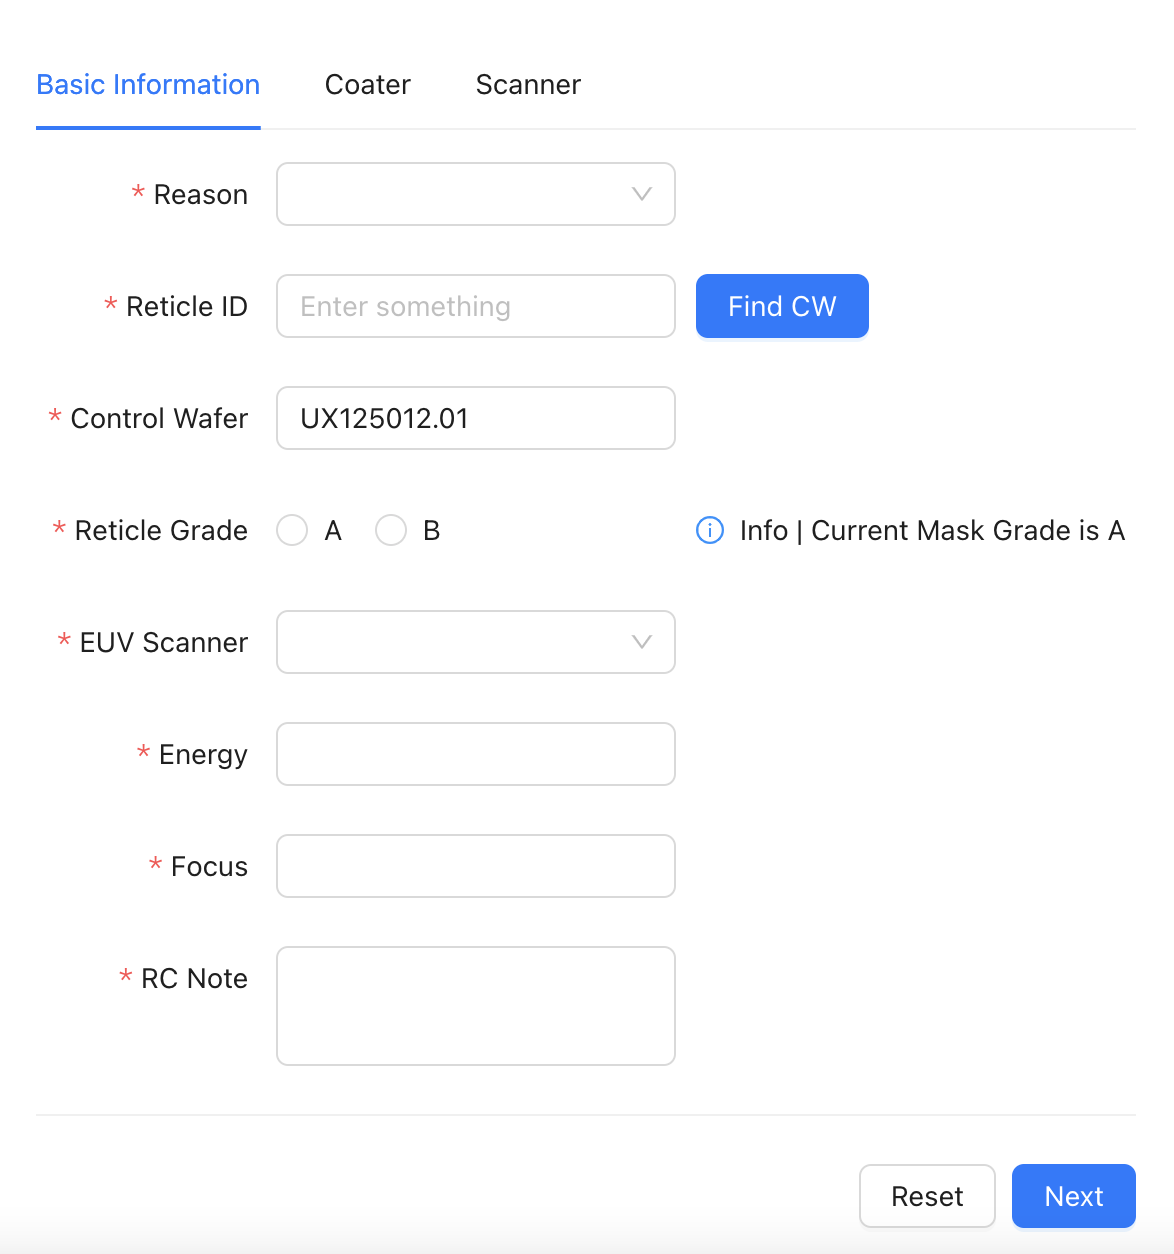 Basic Information Coater Scanner
* Reason
* Reticle ID Enter something Find CW
* Control Wafer UX125012.01
* Reticle Grade A B Info | Current Mask Grade is A
* EUV Scanner
* Energy
* Focus
* RC Note
Reset Next